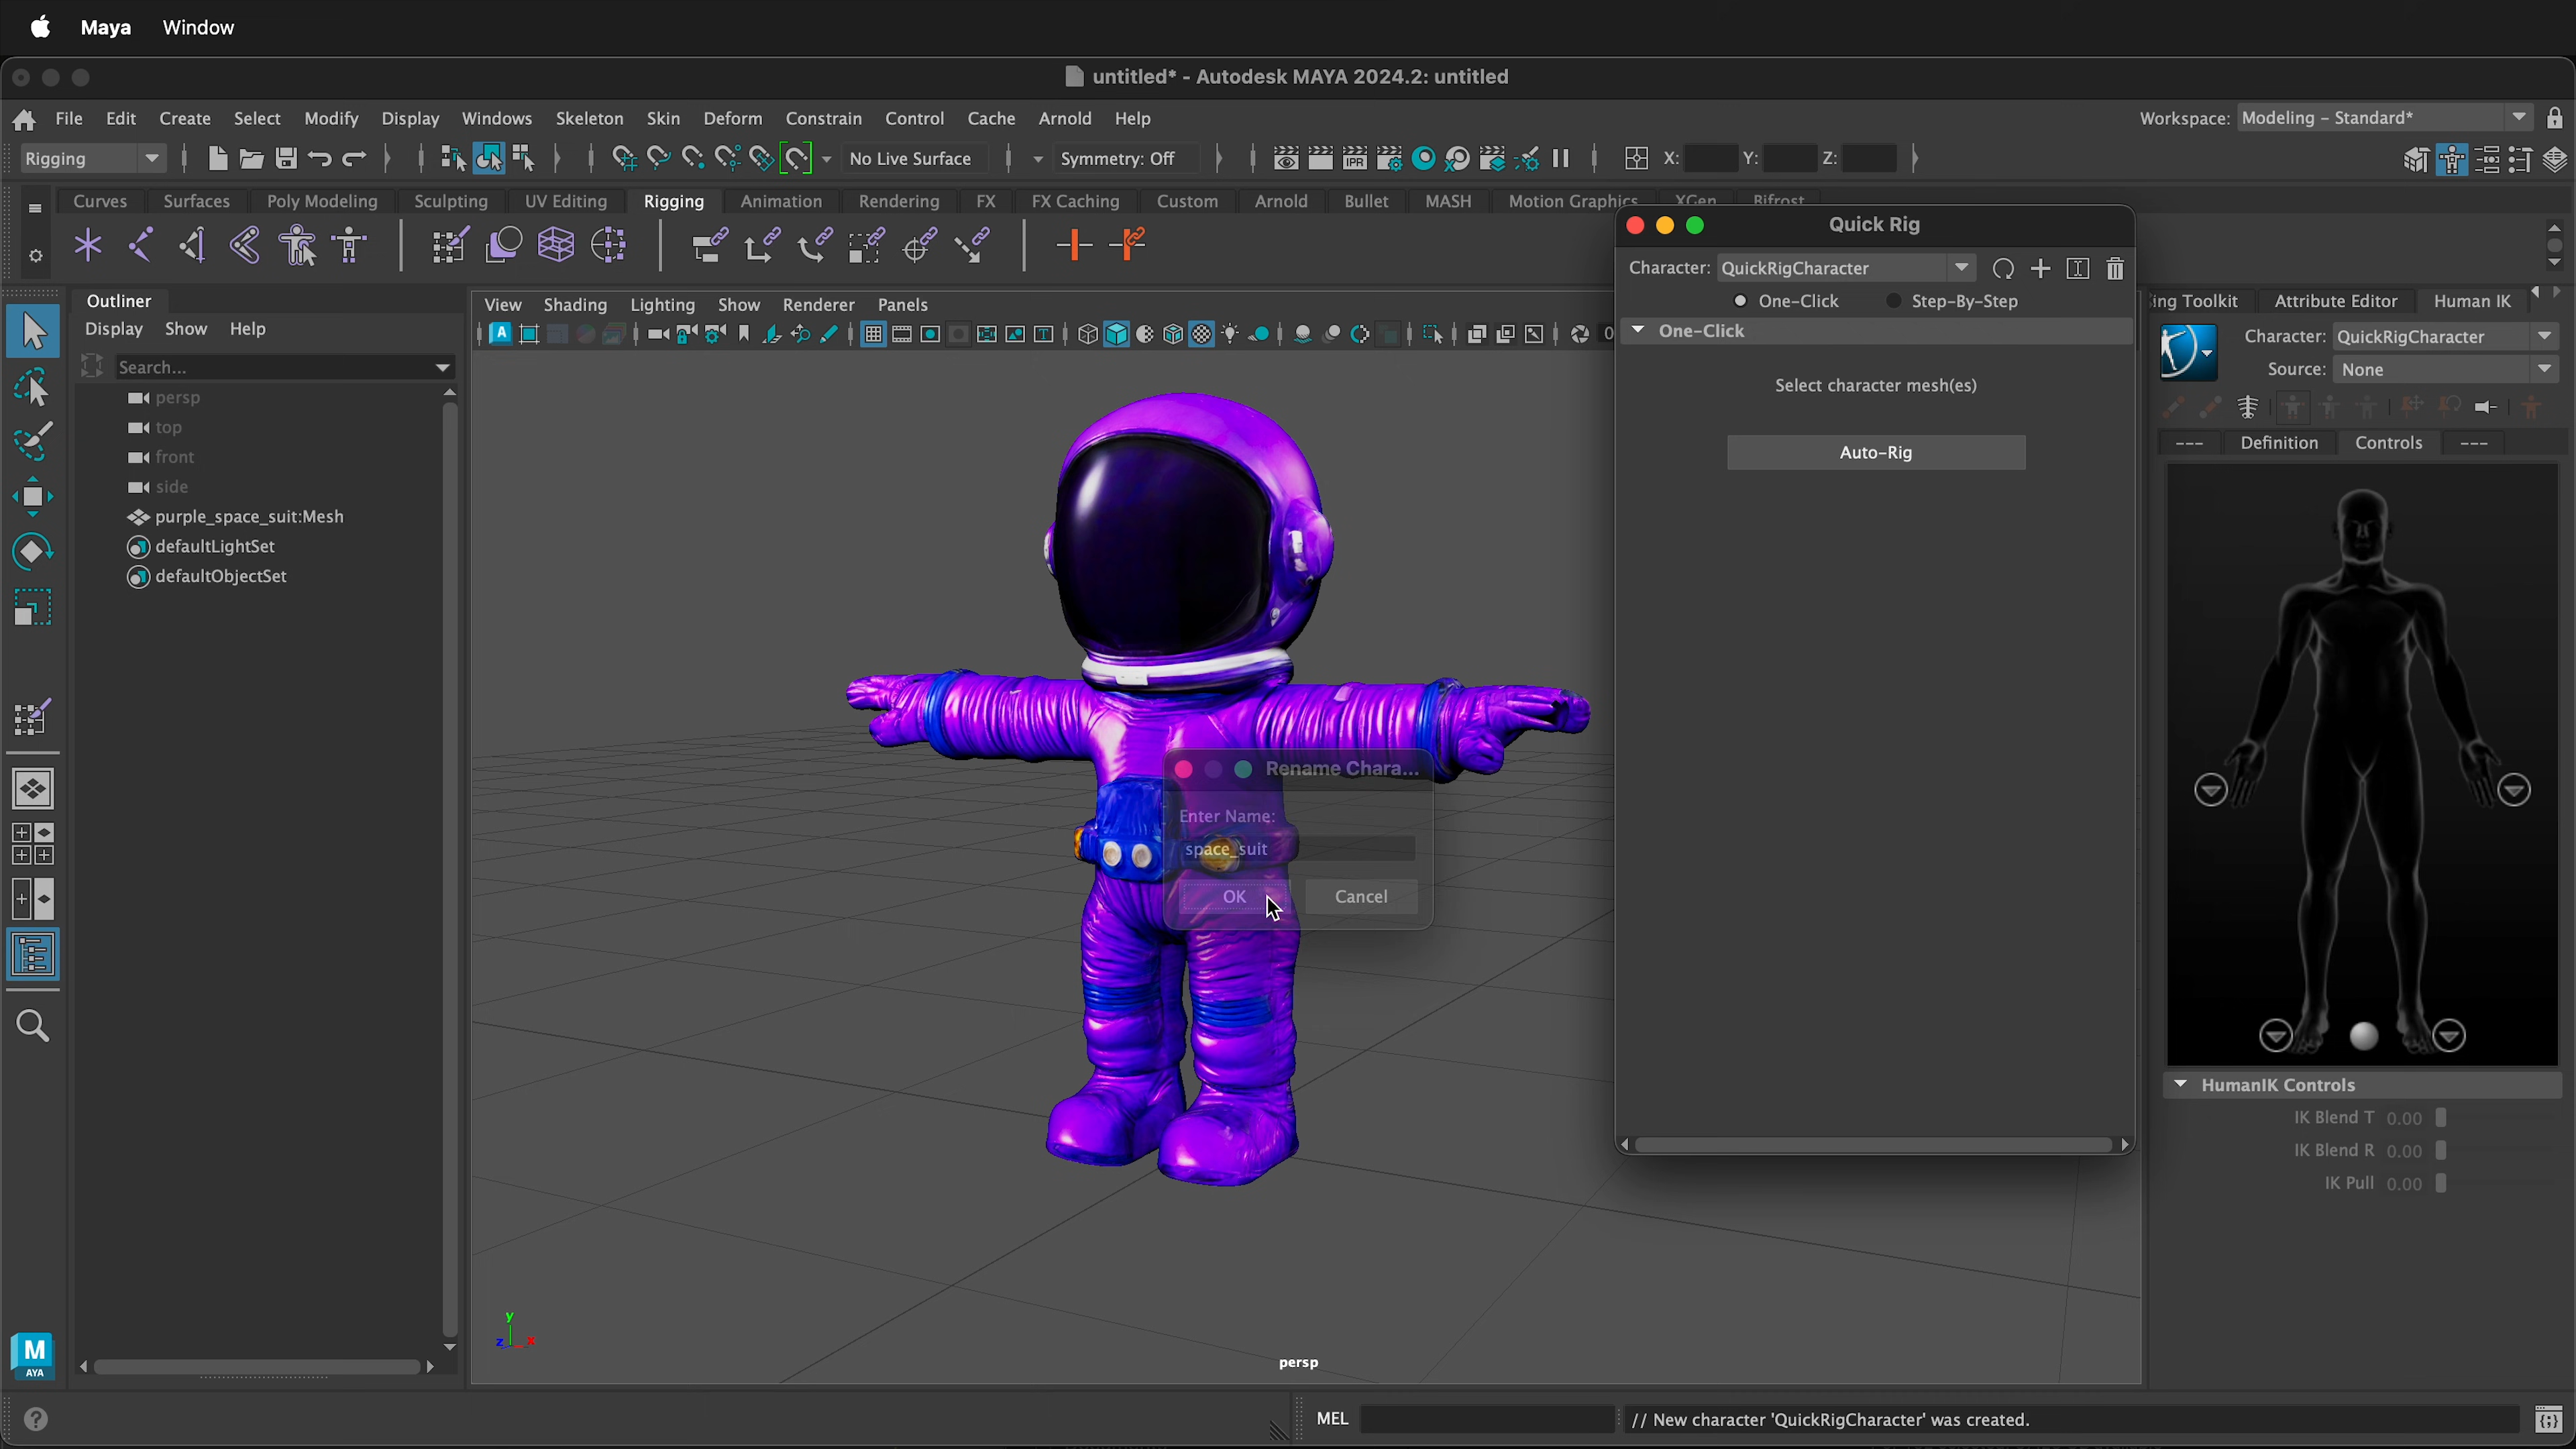 Maya Window
untitled* - Autodesk MAYA 2024.2: untitled
File Edit Create Select Modify Display Windows Skeleton Skin Deform Constrain Control Cache Arnold Help
Workspace: Modeling - Standard*
Rigging
No Live Surface
Symmetry: Off
IPR
X: Y: Z:
Curves Surfaces Poly Modeling Sculpting UV Editing Rigging Animation Rendering FX FX Caching Custom Arnold Bullet MASH Motion Graphics XGen Bifrost
Quick Rig
Character: QuickRigCharacter
One-Click Step-By-Step
One-Click
Select character mesh(es)
Auto-Rig
Outliner
Display Show Help
Search...
persp
top
front
side
purple_space_suit:Mesh
defaultLightSet
defaultObjectSet
View Shading Lighting Show Renderer Panels
ing Toolkit Attribute Editor Human IK
Character: QuickRigCharacter
Source: None
--- Definition Controls ---
Rename Chara...
Enter Name:
space_suit
OK Cancel
HumanIK Controls
IK Blend T 0.00
IK Blend R 0.00
IK Pull 0.00
y
z x
persp
M
AYA
MEL
// New character 'QuickRigCharacter' was created.